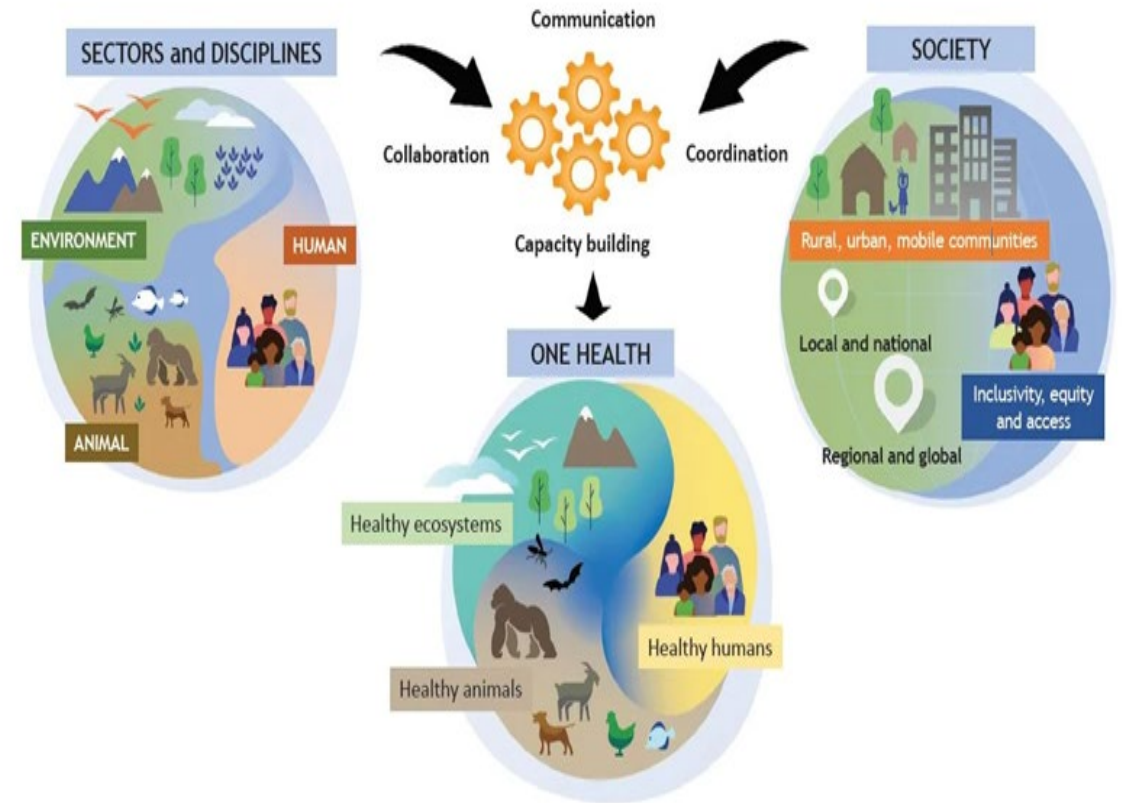 Communication
SECTORS and DISCIPLINES
SOCIETY
Collaboration
Coordination
ENVIRONMENT
HUMAN
Rural, urban, mobile communities
Capacity building
Local and national
ONE HEALTH
Inclusivity, equity
and access
ANIMAL
Regional and global
Healthy ecosystems
Healthy humans
Healthy animals